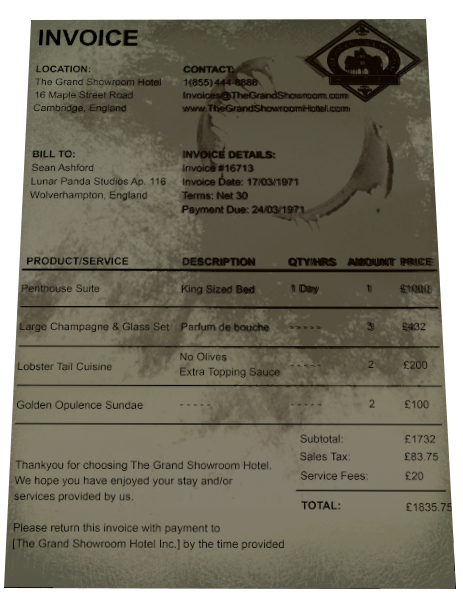 INVOICE
LOCATION:
The Grand Showroom Hotel
16 Maple Street Road
Cambridge, England
CONTACT:
1(855) 444-8888
Invoices@TheGrandShowroom.com
www.TheGrandShowroomHotel.com
BILL TO:
Sean Ashford
Lunar Panda Studios Ap. 116
Wolverhampton, England
INVOICE DETAILS:
Invoice #16713
Invoice Date: 17/03/1971
Terms: Net 30
Payment Due: 24/03/1971
PRODUCT/SERVICE DESCRIPTION QTY/HRS AMOUNT PRICE
Penthouse Suite King Sized Bed 1 Day 1 £1000
Large Champagne & Glass Set Parfum de bouche - - - - - 3 £432
Lobster Tail Cuisine No Olives - - - - - 2 £200
Extra Topping Sauce
Golden Opulence Sundae - - - - - - - - - - 2 £100
Subtotal: £1732
Sales Tax: £83.75
Service Fees: £20
TOTAL: £1835.75
Thankyou for choosing The Grand Showroom Hotel.
We hope you have enjoyed your stay and/or
services provided by us.
Please return this invoice with payment to
[The Grand Showroom Hotel Inc.] by the time provided